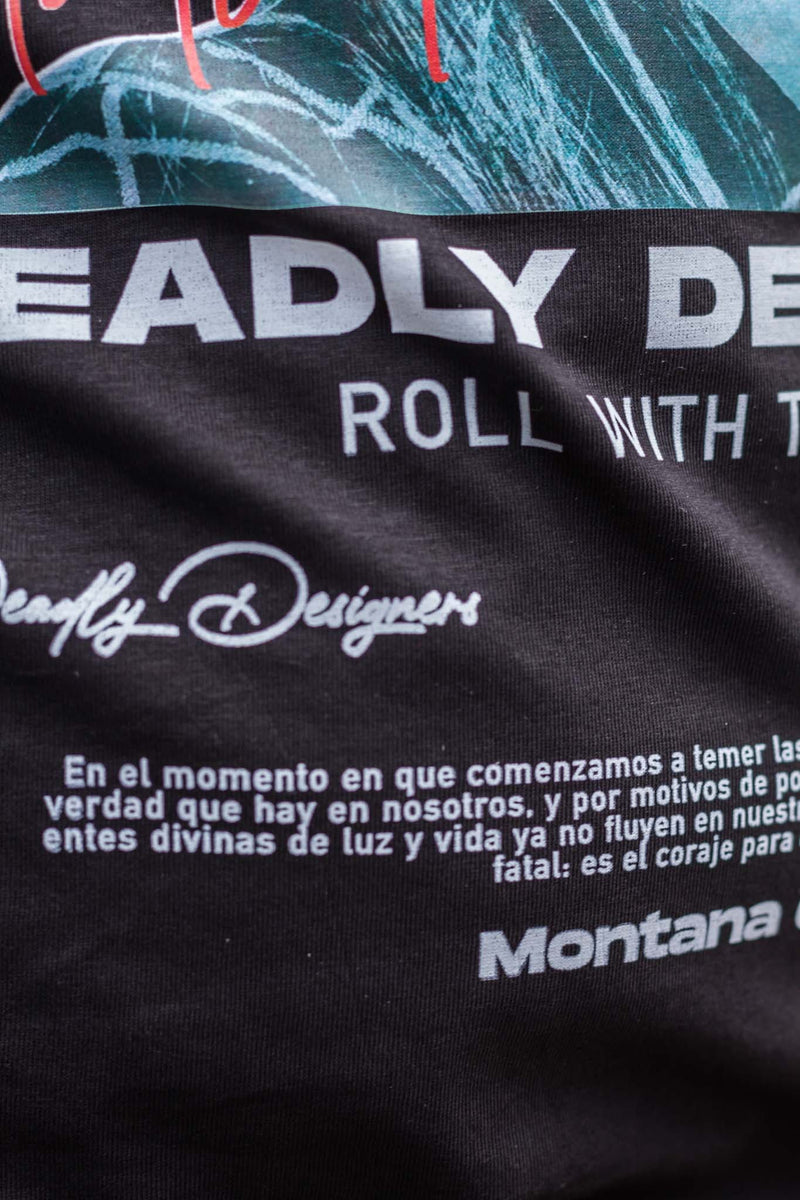 EADLY DE
ROLL WITH T
Deadly Designers
En el momento en que comenzamos a temer las
verdad que hay en nosotros, y por motivos de po
entes divinas de luz y vida ya no fluyen en nuestr
fatal: es el coraje para
Montana